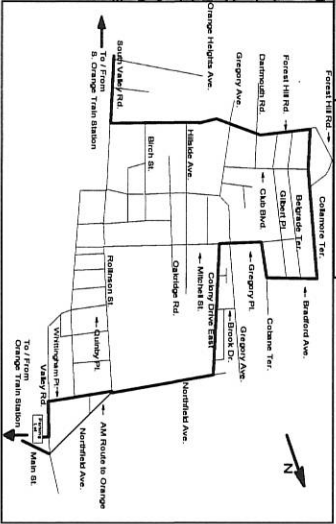 Forest Hill Rd.
Collamore Ter.
Orange Heights Ave.
Forest Hill Rd.
Dartmouth Rd.
Gregory Ave.
Belgrade Ter.
Gilbert Pl.
Club Blvd.
Bradford Ave.
Cobane Ter.
Gregory Pl.
Gregory Ave.
Brook Dr.
Colony Drive East
Mitchell St.
Hillside Ave.
Oakridge Rd.
Birch St.
South Valley Rd.
To / From
S. Orange Train Station
Northfield Ave.
Rollinson St.
Quinby Pl.
Whittingham Pl.
AM Route to Orange
Northfield Ave.
Valley Rd.
Main St.
To / From
Orange Train Station
N